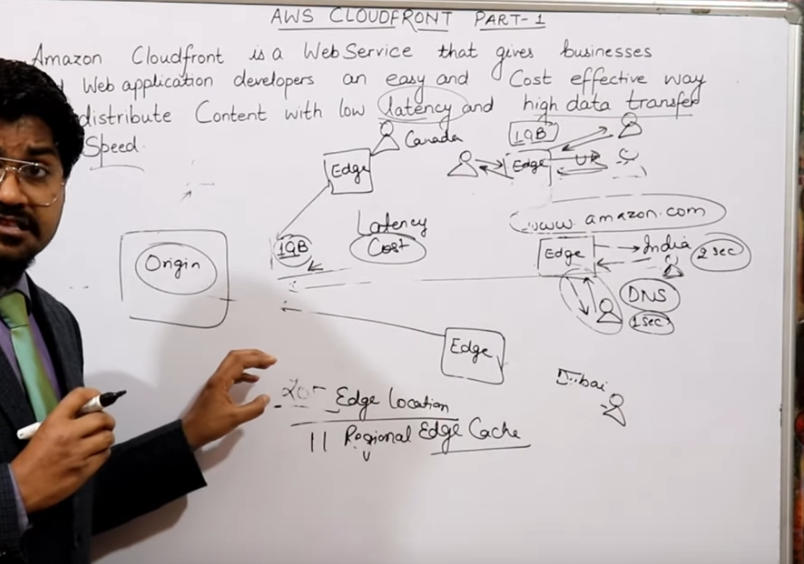 AWS CLOUDFRONT PART-1
Amazon Cloudfront is a Web Service that gives businesses
Web application developers an easy and Cost effective way
distribute Content with low latency and high data transfer
Speed.
Canada
1GB
Edge
Edge
UK
www.amazon.com
Latency
Cost
1GB
Origin
Edge
India
2 sec
DNS
1 sec
Edge
Edge Location
11 Regional Edge Cache